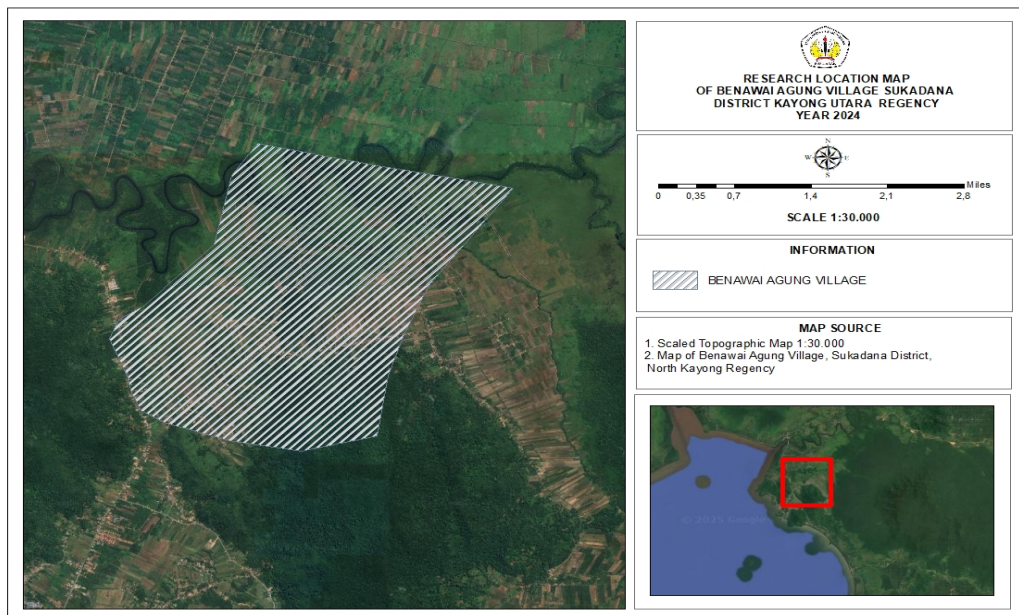 RESEARCH LOCATION MAP
OF BENAWAI AGUNG VILLAGE SUKADANA
DISTRICT KAYONG UTARA REGENCY
YEAR 2024
N
W E
S
Miles
0 0,35 0,7 1,4 2,1 2,8
SCALE 1:30.000
INFORMATION
BENAWAI AGUNG VILLAGE
MAP SOURCE
1. Scaled Topographic Map 1:30.000
2. Map of Benawai Agung Village, Sukadana District,
North Kayong Regency
© 2025 Google